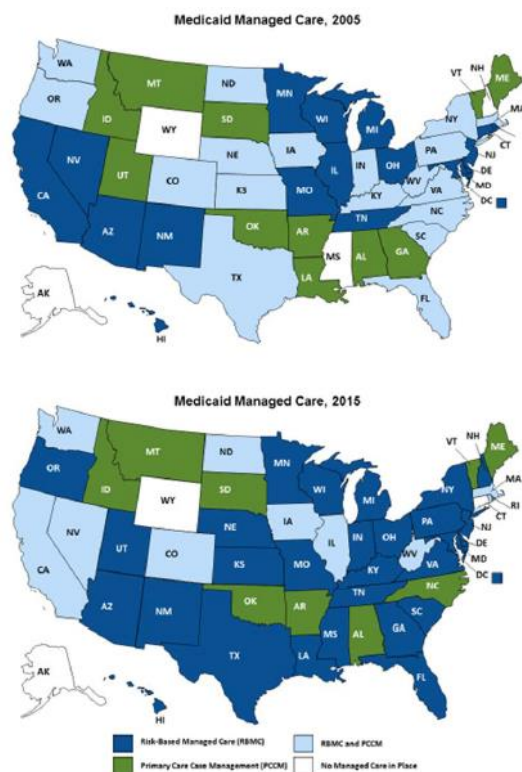 Medicaid Managed Care, 2005
WA
OR
CA
NV
ID
MT
WY
UT
AZ
CO
NM
ND
SD
NE
KS
OK
TX
MN
IA
MO
AR
LA
WI
IL
MS
MI
IN
KY
TN
AL
OH
WV
GA
FL
SC
NC
VA
PA
NY
VT
NH
ME
MA
CT
NJ
DE
MD
DC
AK
HI
Medicaid Managed Care, 2015
WA
OR
CA
NV
ID
MT
WY
UT
AZ
CO
NM
ND
SD
NE
KS
OK
TX
MN
IA
MO
AR
LA
WI
IL
MS
MI
IN
KY
TN
AL
OH
WV
GA
FL
SC
NC
VA
PA
NY
VT
NH
ME
MA
RI
CT
NJ
DE
MD
DC
AK
HI
Risk-Based Managed Care (RBMC)
RBMC and PCCM
Primary Care Case Management (PCCM)
No Managed Care in Place